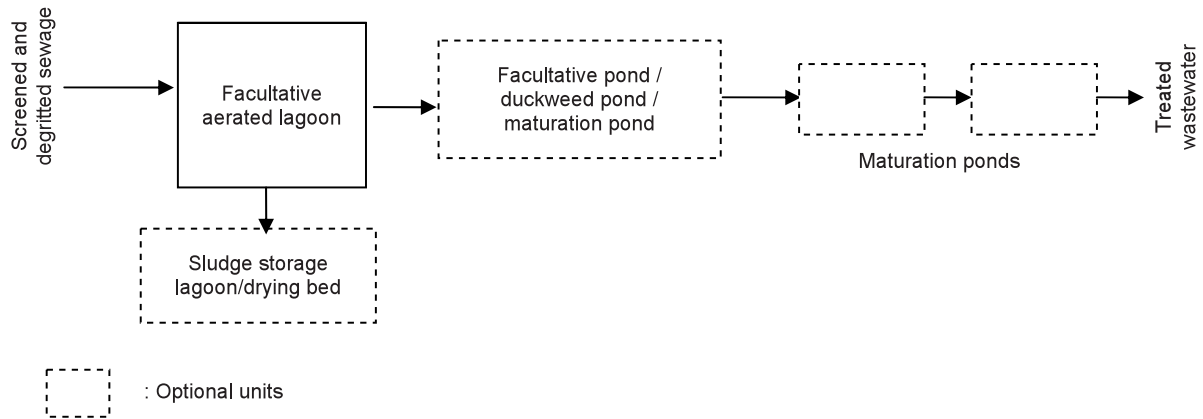 Screened and
degritted sewage
Facultative
aerated lagoon
Facultative pond /
duckweed pond /
maturation pond
Maturation ponds
Treated
wastewater
Sludge storage
lagoon/drying bed
: Optional units